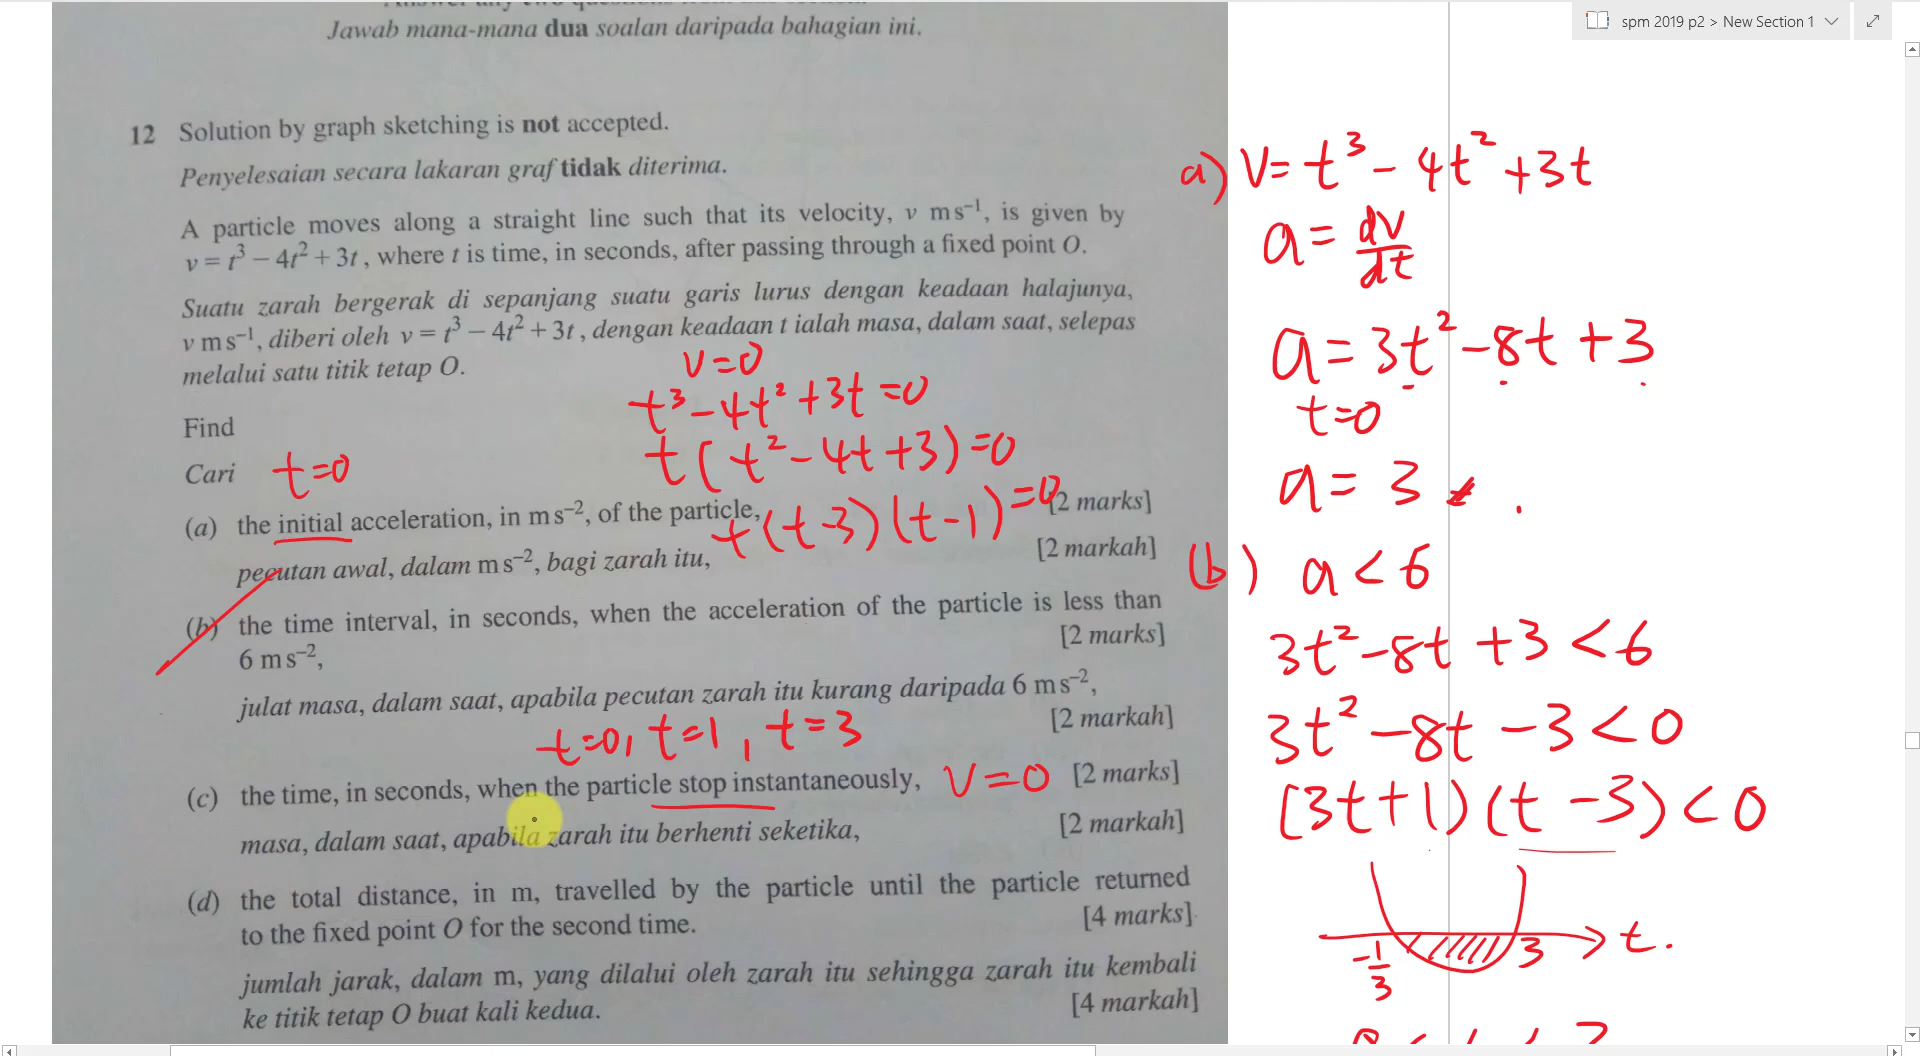 spm 2019 p2 > New Section 1
Jawab mana-mana dua soalan daripada bahagian ini.
12 Solution by graph sketching is not accepted.
Penyelesaian secara lakaran graf tidak diterima.
A particle moves along a straight line such that its velocity, v ms⁻¹, is given by
v = t³ – 4t² + 3t, where t is time, in seconds, after passing through a fixed point O.
Suatu zarah bergerak di sepanjang suatu garis lurus dengan keadaan halajunya,
v ms⁻¹, diberi oleh v = t³ – 4t² + 3t, dengan keadaan t ialah masa, dalam saat, selepas
melalui satu titik tetap O.
v=0
t³-4t²+3t=0
t(t²-4t+3)=0
t(t-3)(t-1)=0
Find
Cari
t=0
(a) the initial acceleration, in ms⁻², of the particle,
[2 marks]
pecutan awal, dalam ms⁻², bagi zarah itu,
[2 markah]
(b) the time interval, in seconds, when the acceleration of the particle is less than
6 ms⁻²,
[2 marks]
julat masa, dalam saat, apabila pecutan zarah itu kurang daripada 6 ms⁻²,
[2 markah]
t=0, t=1, t=3
(c) the time, in seconds, when the particle stop instantaneously,
v=0
[2 marks]
masa, dalam saat, apabila zarah itu berhenti seketika,
[2 markah]
(d) the total distance, in m, travelled by the particle until the particle returned
to the fixed point O for the second time.
[4 marks]
jumlah jarak, dalam m, yang dilalui oleh zarah itu sehingga zarah itu kembali
ke titik tetap O buat kali kedua.
[4 markah]
a) v= t³-4t²+3t
a= dv/dt
a=3t²-8t+3
t=0
a=3
(b) a<6
3t²-8t+3<6
3t²-8t-3<0
(3t+1)(t-3)<0
-1/3 3 t.